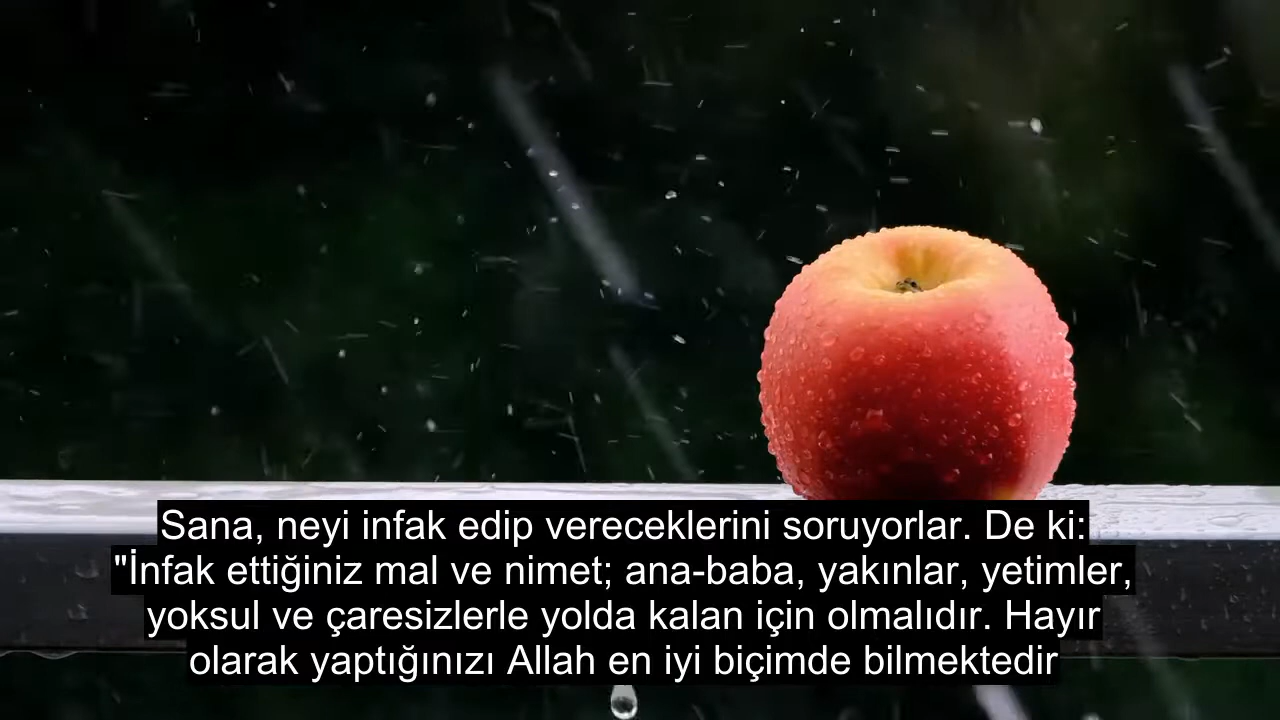 Sana, neyi infak edip vereceklerini soruyorlar. De ki:
"İnfak ettiğiniz mal ve nimet; ana-baba, yakınlar, yetimler,
yoksul ve çaresizlerle yolda kalan için olmalıdır. Hayır
olarak yaptığınızı Allah en iyi biçimde bilmektedir